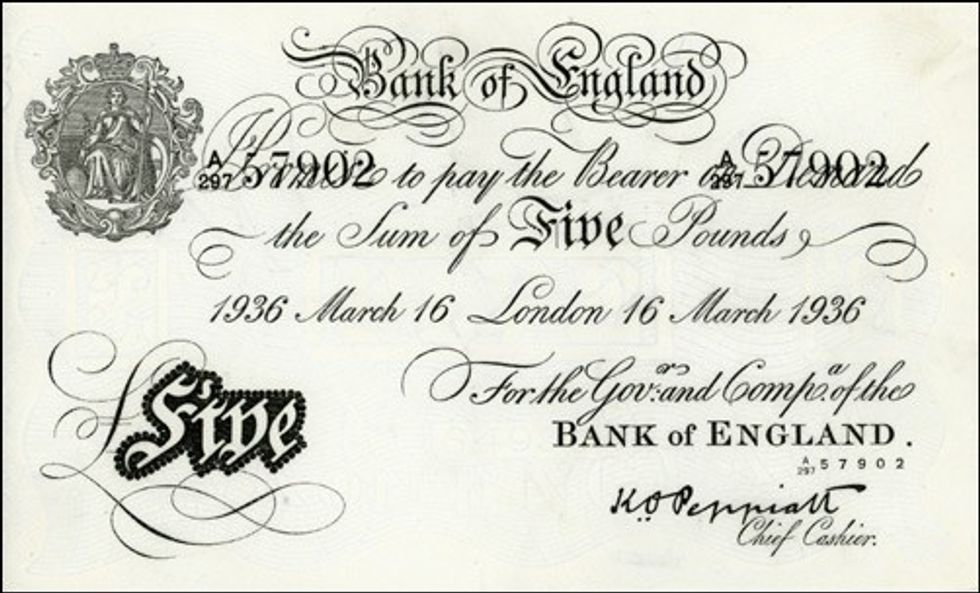 Bank of England
A/297 57902 Promise to pay the Bearer on Demand A/297 57902
the Sum of Five Pounds
1936 March 16 London 16 March 1936
For the Govʳ: and Compᵃ. of the
BANK of ENGLAND.
A/297 57902
£Five
K.O. Peppiatt
Chief Cashier.